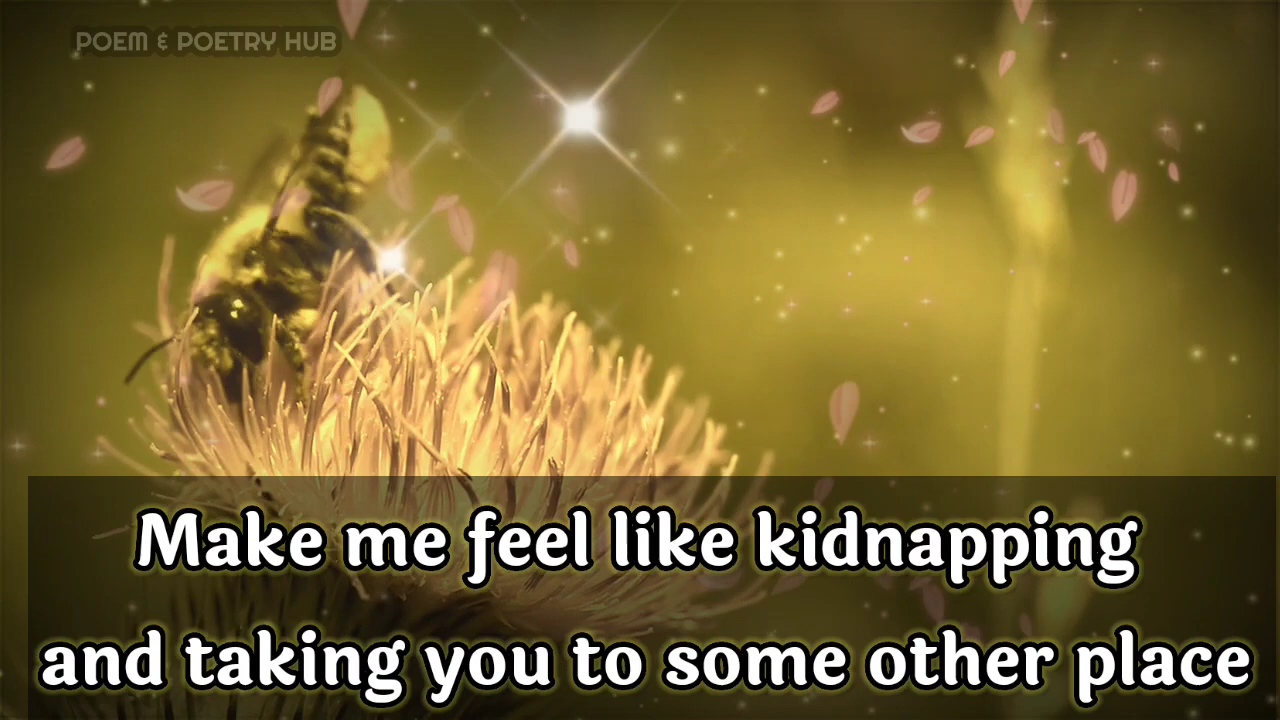 POEM & POETRY HUB
Make me feel like kidnapping
and taking you to some other place